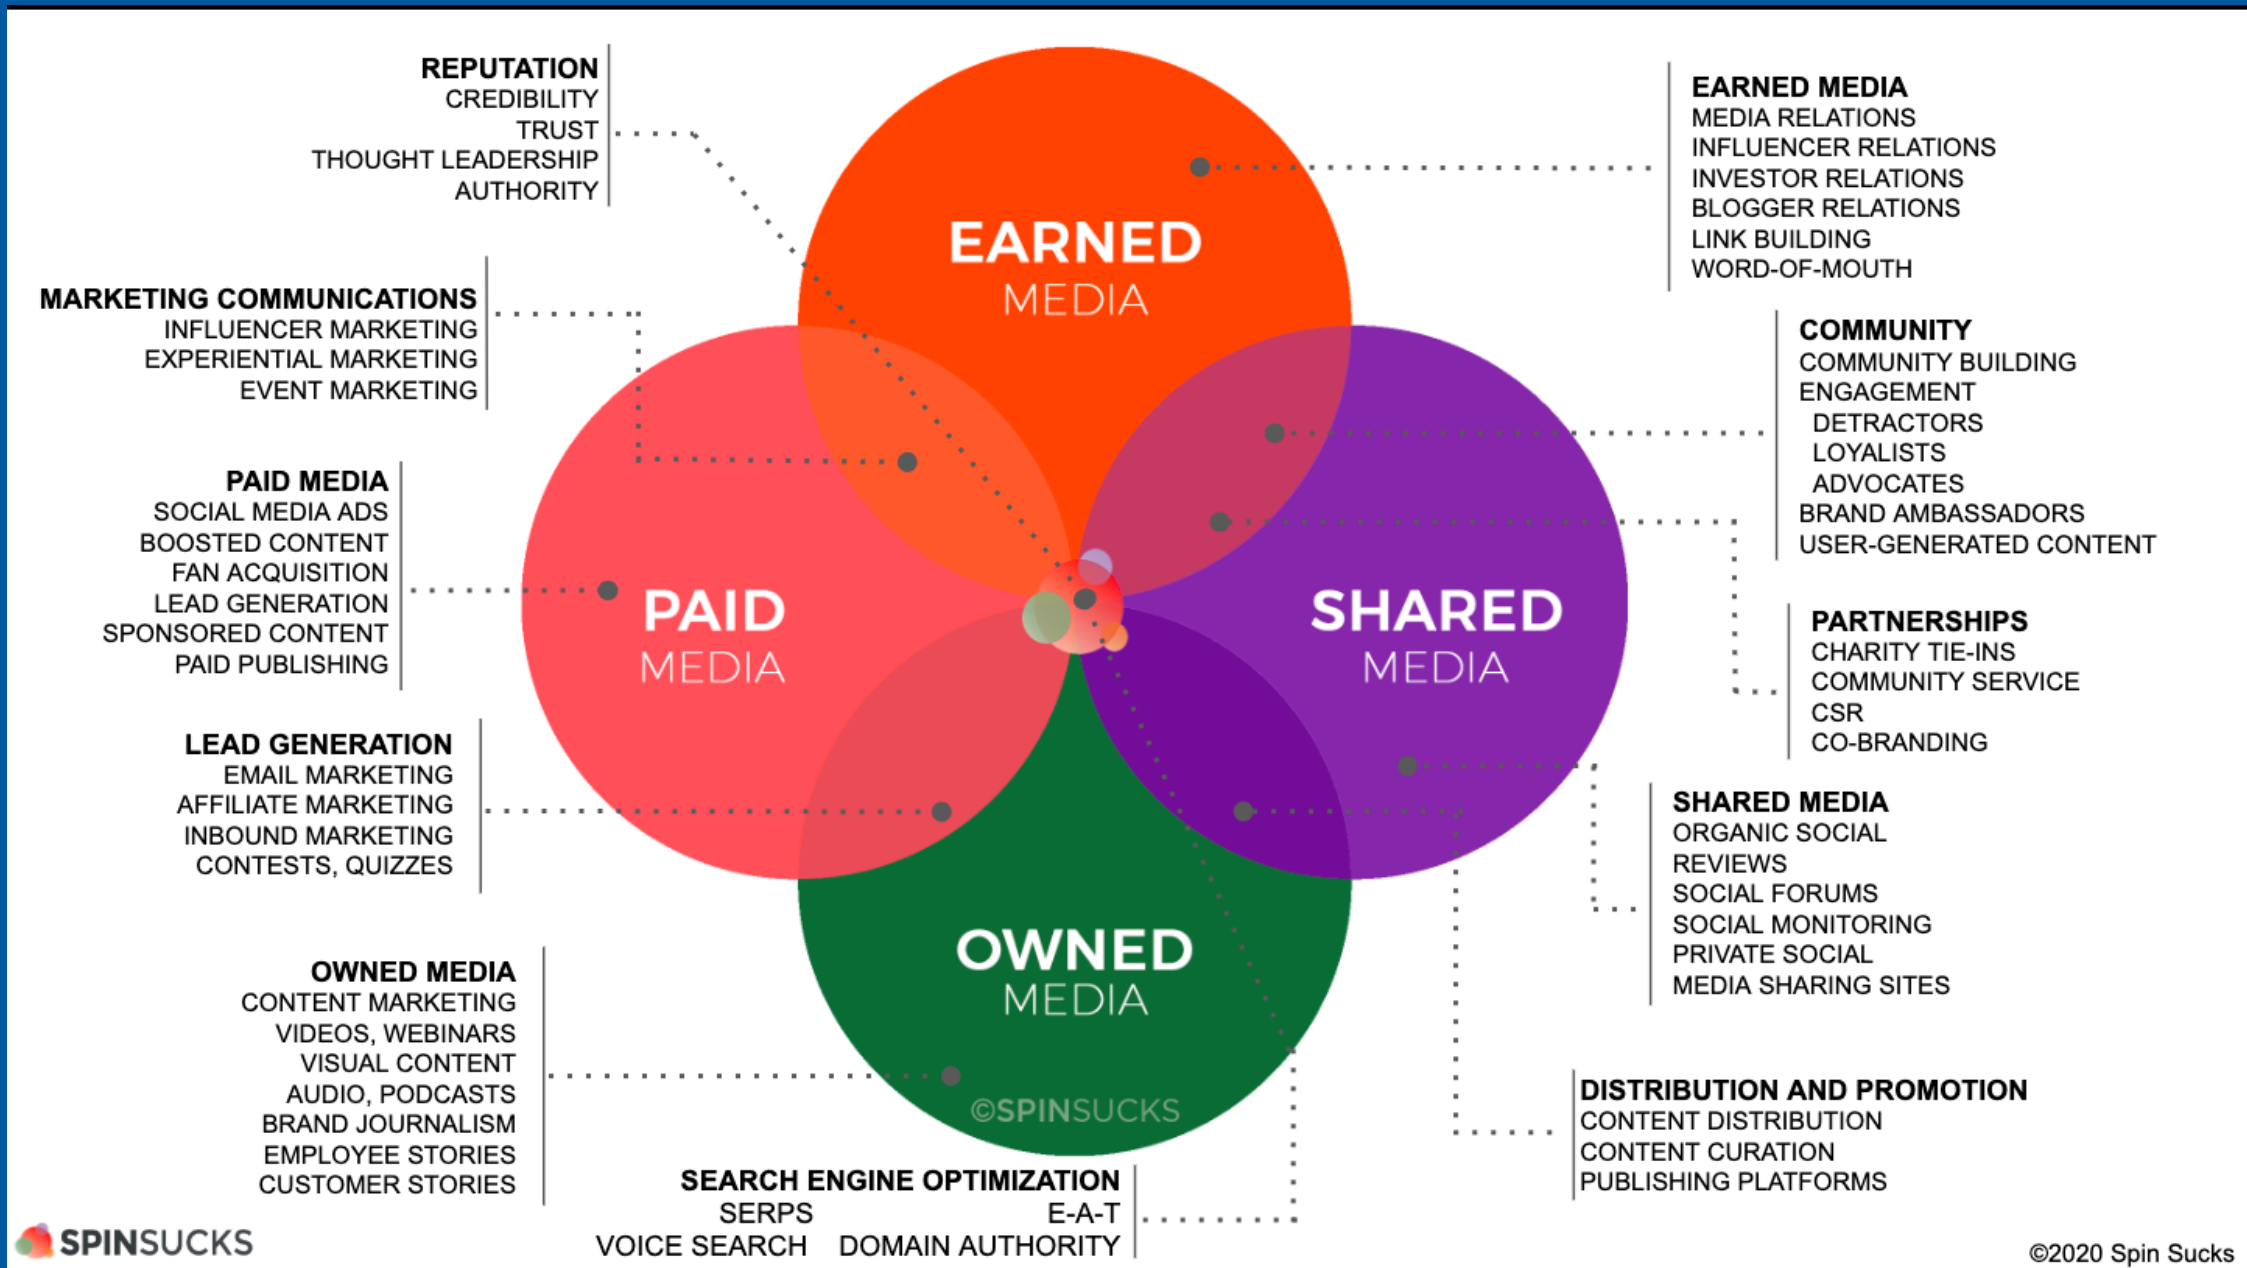 REPUTATION
CREDIBILITY
TRUST
THOUGHT LEADERSHIP
AUTHORITY
MARKETING COMMUNICATIONS
INFLUENCER MARKETING
EXPERIENTIAL MARKETING
EVENT MARKETING
PAID MEDIA
SOCIAL MEDIA ADS
BOOSTED CONTENT
FAN ACQUISITION
LEAD GENERATION
SPONSORED CONTENT
PAID PUBLISHING
LEAD GENERATION
EMAIL MARKETING
AFFILIATE MARKETING
INBOUND MARKETING
CONTESTS, QUIZZES
OWNED MEDIA
CONTENT MARKETING
VIDEOS, WEBINARS
VISUAL CONTENT
AUDIO, PODCASTS
BRAND JOURNALISM
EMPLOYEE STORIES
CUSTOMER STORIES
EARNED
MEDIA
PAID
MEDIA
SHARED
MEDIA
OWNED
MEDIA
©SPINSUCKS
SEARCH ENGINE OPTIMIZATION
SERPS E-A-T
VOICE SEARCH DOMAIN AUTHORITY
EARNED MEDIA
MEDIA RELATIONS
INFLUENCER RELATIONS
INVESTOR RELATIONS
BLOGGER RELATIONS
LINK BUILDING
WORD-OF-MOUTH
COMMUNITY
COMMUNITY BUILDING
ENGAGEMENT
DETRACTORS
LOYALISTS
ADVOCATES
BRAND AMBASSADORS
USER-GENERATED CONTENT
PARTNERSHIPS
CHARITY TIE-INS
COMMUNITY SERVICE
CSR
CO-BRANDING
SHARED MEDIA
ORGANIC SOCIAL
REVIEWS
SOCIAL FORUMS
SOCIAL MONITORING
PRIVATE SOCIAL
MEDIA SHARING SITES
DISTRIBUTION AND PROMOTION
CONTENT DISTRIBUTION
CONTENT CURATION
PUBLISHING PLATFORMS
SPINSUCKS
©2020 Spin Sucks